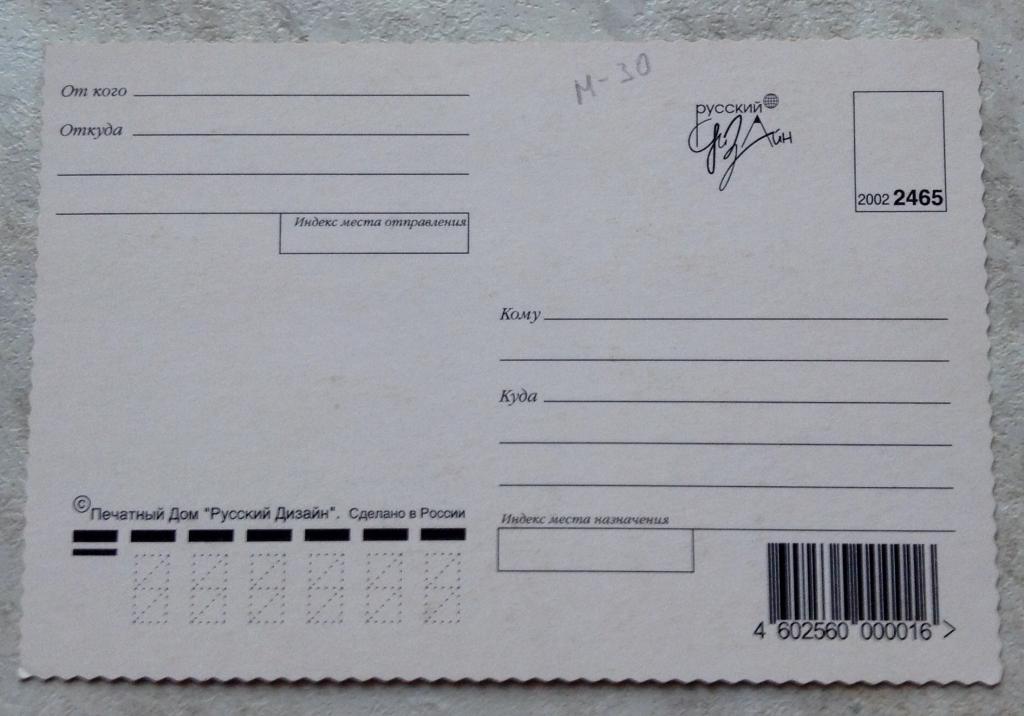 От кого
Откуда
Индекс места отправления
М-30
русский
дизАйн
2002 2465
Кому
Куда
Индекс места назначения
© Печатный Дом "Русский Дизайн". Сделано в России
4 602560 000016 >